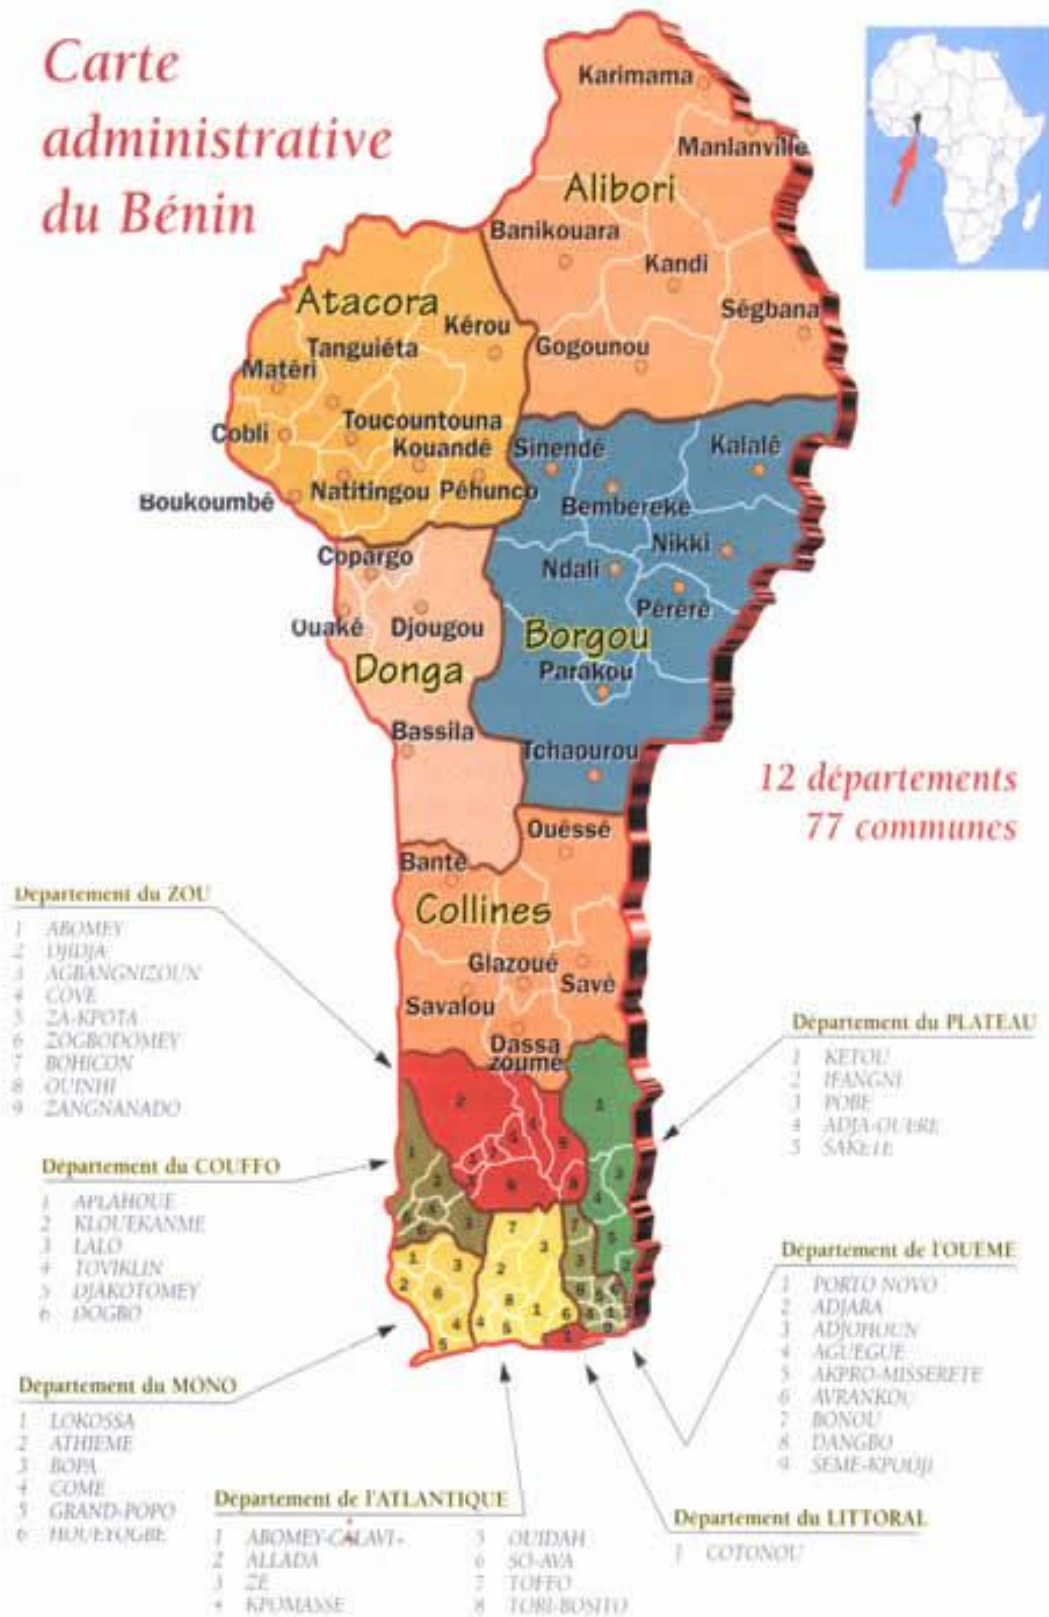 Carte
administrative
du Bénin
Karimama
Manlanville
Alibori
Banikouara
Kandi
Ségbana
Atacora
Kérou
Tanguiéta
Gogounou
Matéri
Toucountouna
Cobli
Kouandé
Sinendé
Kalalé
Natitingou
Péhunco
Boukoumbé
Bembereke
Copargo
Nikki
Ndali
Pérérè
Ouaké
Djougou
Borgou
Donga
Parakou
Bassila
Tchaourou
12 départements
77 communes
Ouéssé
Bantè
Collines
Glazoué
Savè
Savalou
Dassa
zoumé
Département du ZOU
1 ABOMEY
2 DJIDJA
3 AGBANGNIZOUN
4 COVE
5 ZA-KPOTA
6 ZOGBODOMEY
7 BOHICON
8 OUINHI
9 ZANGNANADO
Département du PLATEAU
1 KETOU
2 IFANGNI
3 POBE
4 ADJA-OUERE
5 SAKETE
Département du COUFFO
1 APLAHOUE
2 KLOUEKANME
3 LALO
4 TOVIKLIN
5 DJAKOTOMEY
6 DOGBO
Département de l'OUEME
1 PORTO NOVO
2 ADJARA
3 ADJOHOUN
4 AGUEGUE
5 AKPRO-MISSERETE
6 AVRANKOU
7 BONOU
8 DANGBO
9 SEME-KPODJI
Département du MONO
1 LOKOSSA
2 ATHIEME
3 BOPA
4 COME
5 GRAND-POPO
6 HOUEYOGBE
Département de l'ATLANTIQUE
1 ABOMEY-CALAVI
2 ALLADA
3 ZE
4 KPOMASSE
5 OUIDAH
6 SO-AVA
7 TOFFO
8 TORI-BOSITO
Département du LITTORAL
1 COTONOU